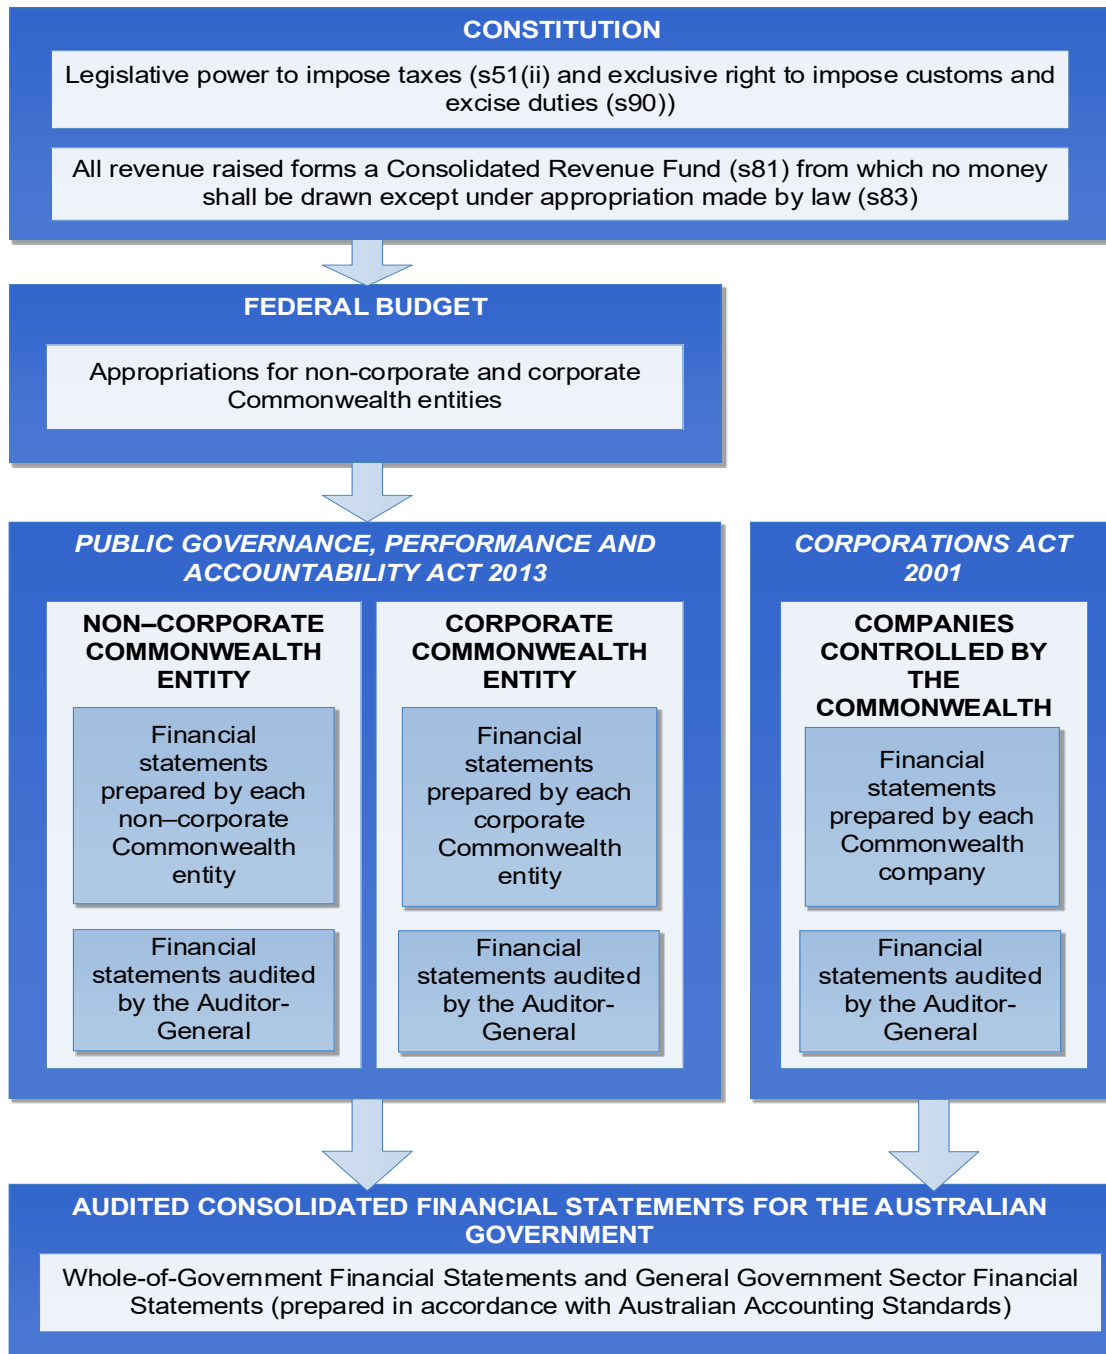 CONSTITUTION
Legislative power to impose taxes (s51(ii) and exclusive right to impose customs and
excise duties (s90))
All revenue raised forms a Consolidated Revenue Fund (s81) from which no money
shall be drawn except under appropriation made by law (s83)
FEDERAL BUDGET
Appropriations for non-corporate and corporate
Commonwealth entities
PUBLIC GOVERNANCE, PERFORMANCE AND
ACCOUNTABILITY ACT 2013
NON–CORPORATE
COMMONWEALTH
ENTITY
Financial
statements
prepared by each
non–corporate
Commonwealth
entity
Financial
statements audited
by the Auditor-
General
CORPORATE
COMMONWEALTH
ENTITY
Financial
statements
prepared by each
corporate
Commonwealth
entity
Financial
statements audited
by the Auditor-
General
CORPORATIONS ACT
2001
COMPANIES
CONTROLLED BY
THE
COMMONWEALTH
Financial
statements
prepared by each
Commonwealth
company
Financial
statements audited
by the Auditor-
General
AUDITED CONSOLIDATED FINANCIAL STATEMENTS FOR THE AUSTRALIAN
GOVERNMENT
Whole-of-Government Financial Statements and General Government Sector Financial
Statements (prepared in accordance with Australian Accounting Standards)